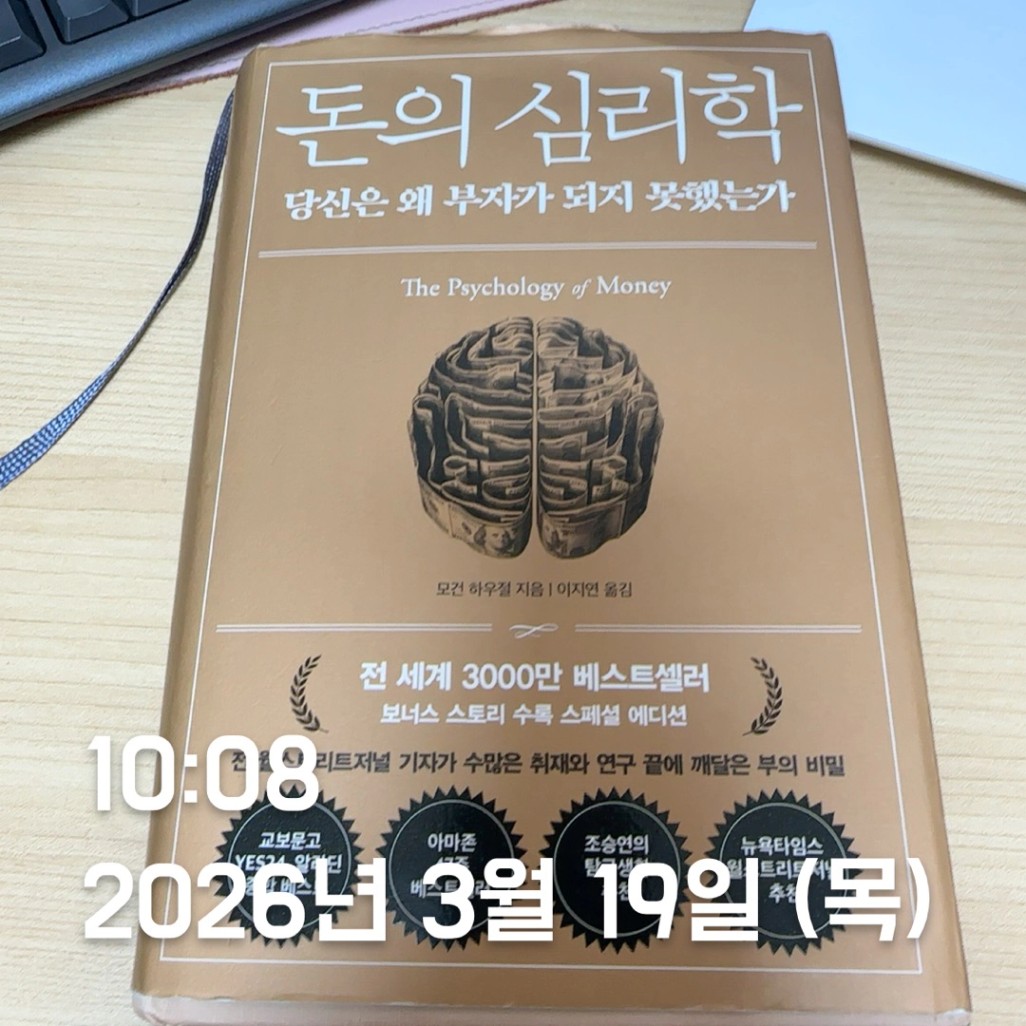 돈의 심리학
당신은 왜 부자가 되지 못했는가
The Psychology of Money
모건 하우절 지음 | 이지연 옮김
전 세계 3000만 베스트셀러
보너스 스토리 수록 스페셜 에디션
기자가 수많은 취재와 연구 끝에 깨달은 부의 비밀
10:08
교보문고
아마존
조승연의
뉴욕타임스
추천
2026년 3월 19일 (목)